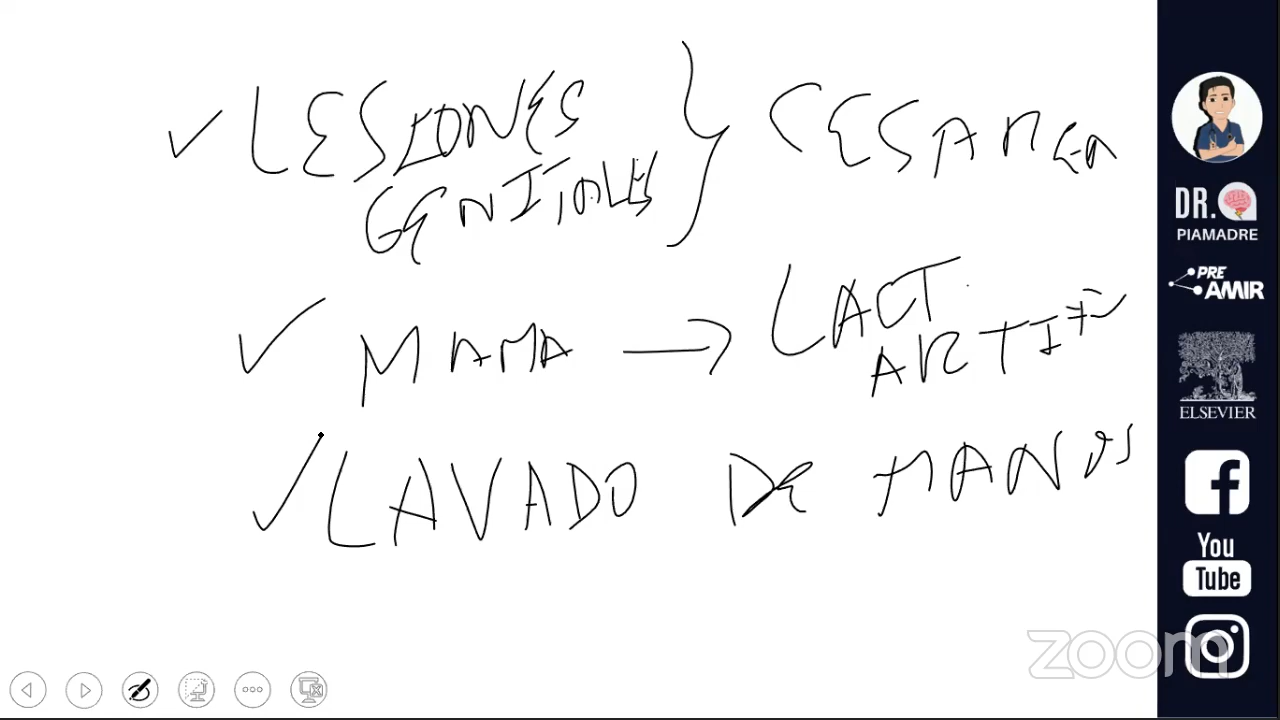 ✓ LESIONES GENITALES } CESAREA
✓ MAMA → LACT ARTIF
✓ LAVADO DE MANOS
DR.
PIAMADRE
PRE
AMIR
ELSEVIER
You
Tube
zoom